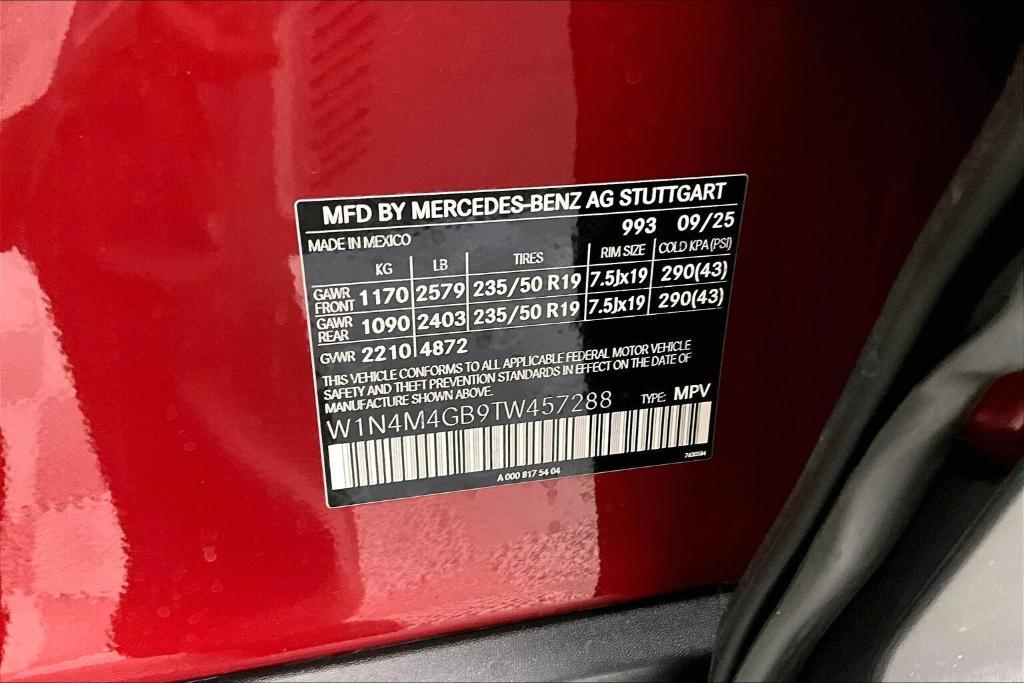 MFD BY MERCEDES-BENZ AG STUTTGART
993 09/25
MADE IN MEXICO
KG LB TIRES RIM SIZE COLD KPA (PSI)
GAWR FRONT 1170 2579 235/50 R19 7.5Jx19 290(43)
GAWR REAR 1090 2403 235/50 R19 7.5Jx19 290(43)
GVWR 2210 4872
THIS VEHICLE CONFORMS TO ALL APPLICABLE FEDERAL MOTOR VEHICLE
SAFETY AND THEFT PREVENTION STANDARDS IN EFFECT ON THE DATE OF
MANUFACTURE SHOWN ABOVE.
W1N4M4GB9TW457288 TYPE: MPV
7430584
A 000 817 54 04